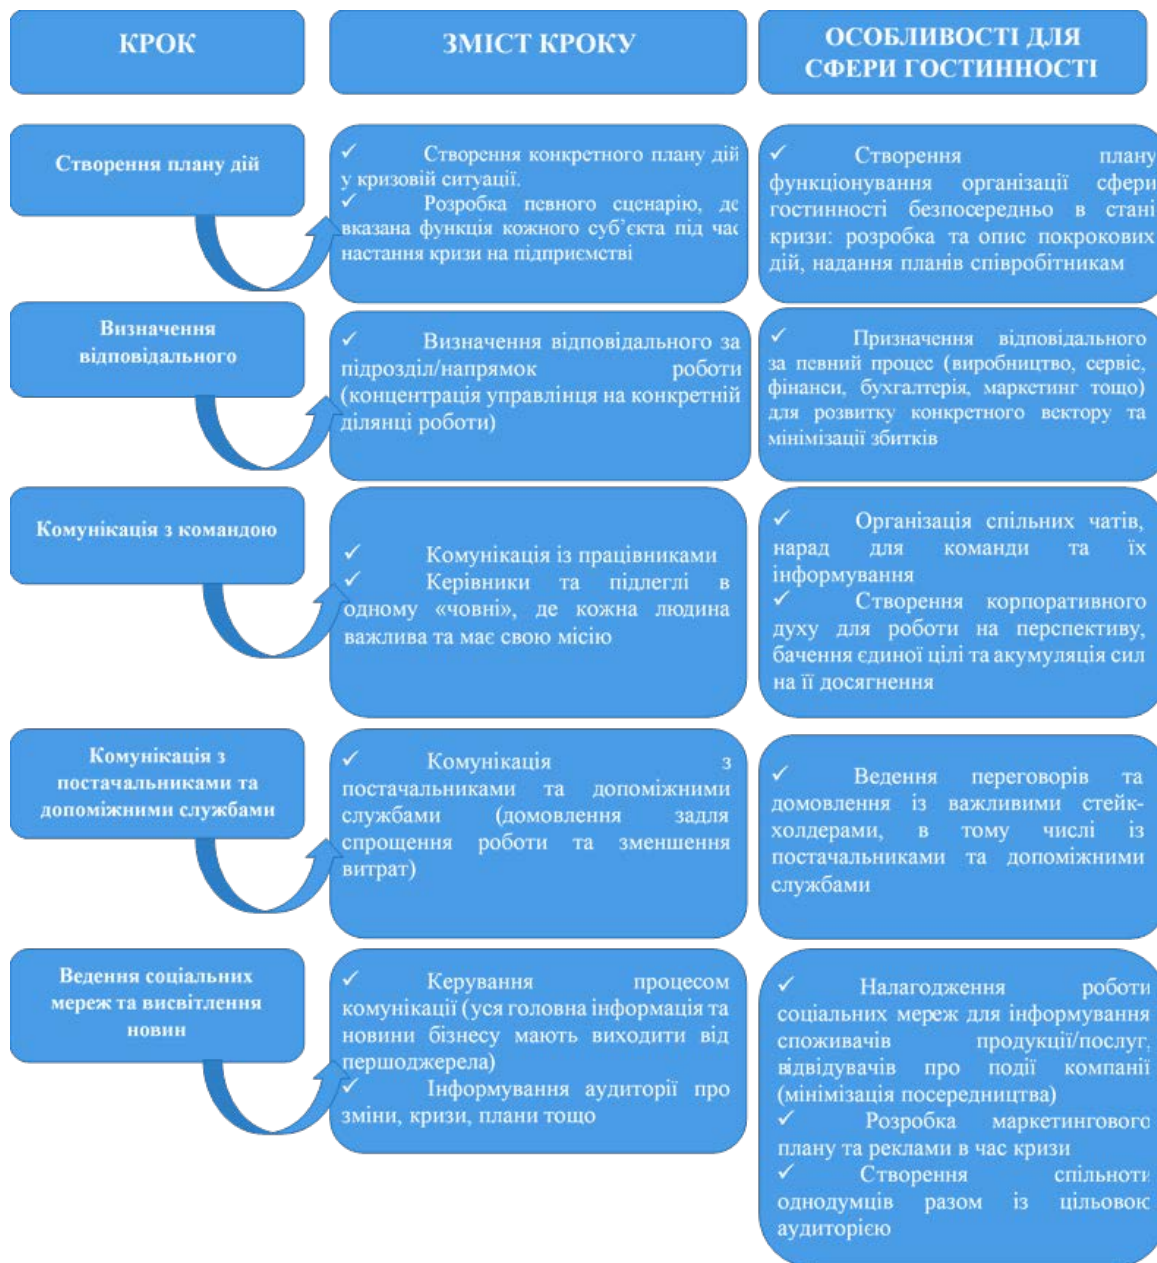 КРОК
ЗМІСТ КРОКУ
ОСОБЛИВОСТІ ДЛЯ
СФЕРИ ГОСТИННОСТІ
Створення плану дій
✓ Створення конкретного плану дій
у кризовій ситуації.
✓ Розробка певного сценарію, де
вказана функція кожного суб’єкта під час
настання кризи на підприємстві
✓ Створення плану
функціонування організації сфери
гостинності безпосередньо в стані
кризи: розробка та опис покрокових
дій, надання планів співробітникам
Визначення
відповідального
✓ Визначення відповідального за
підрозділ/напрямок роботи
(концентрація управлінця на конкретній
ділянці роботи)
✓ Призначення відповідального
за певний процес (виробництво, сервіс,
фінанси, бухгалтерія, маркетинг тощо)
для розвитку конкретного вектору та
мінімізації збитків
Комунікація з командою
✓ Комунікація із працівниками
✓ Керівники та підлеглі в
одному «човні», де кожна людина
важлива та має свою місію
✓ Організація спільних чатів,
нарад для команди та їх
інформування
✓ Створення корпоративного
духу для роботи на перспективу,
бачення єдиної цілі та акумуляція сил
на її досягнення
Комунікація з
постачальниками та
допоміжними службами
✓ Комунікація з
постачальниками та допоміжними
службами (домовлення задля
спрощення роботи та зменшення
витрат)
✓ Ведення переговорів та
домовлення із важливими стейк-
холдерами, в тому числі із
постачальниками та допоміжними
службами
Ведення соціальних
мереж та висвітлення
новин
✓ Керування процесом
комунікації (уся головна інформація та
новини бізнесу мають виходити від
першоджерела)
✓ Інформування аудиторії про
зміни, кризи, плани тощо
✓ Налагодження роботи
соціальних мереж для інформування
споживачів продукції/послуг,
відвідувачів про події компанії
(мінімізація посередництва)
✓ Розробка маркетингового
плану та реклами в час кризи
✓ Створення спільноти
однодумців разом із цільовою
аудиторією